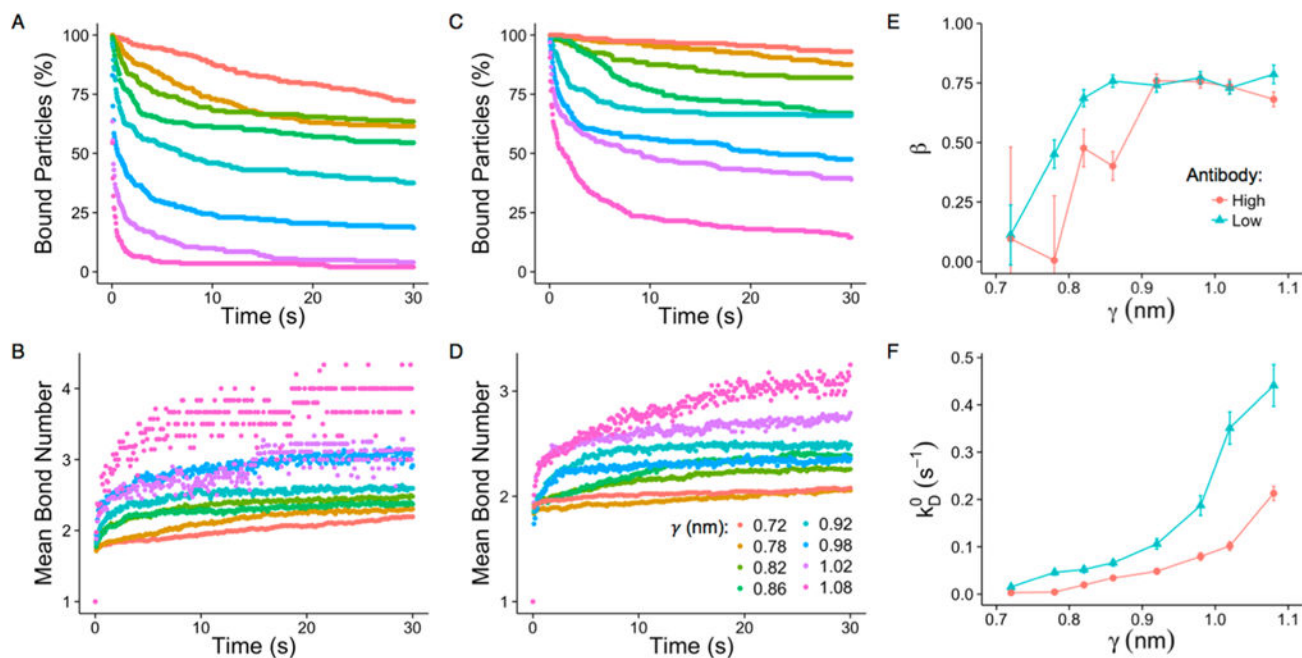 A
Bound Particles (%)
100
75
50
25
0
0 10 20 30
Time (s)
B
Mean Bond Number
4
3
2
1
0 10 20 30
Time (s)
C
Bound Particles (%)
100
75
50
25
0
0 10 20 30
Time (s)
D
Mean Bond Number
3
2
1
γ (nm):
0.72 0.92
0.78 0.98
0.82 1.02
0.86 1.08
0 10 20 30
Time (s)
E
β
1.00
0.75
0.50
0.25
0.00
Antibody:
High
Low
0.7 0.8 0.9 1.0 1.1
γ (nm)
F
k⁰_D (s⁻¹)
0.5
0.4
0.3
0.2
0.1
0.0
0.7 0.8 0.9 1.0 1.1
γ (nm)